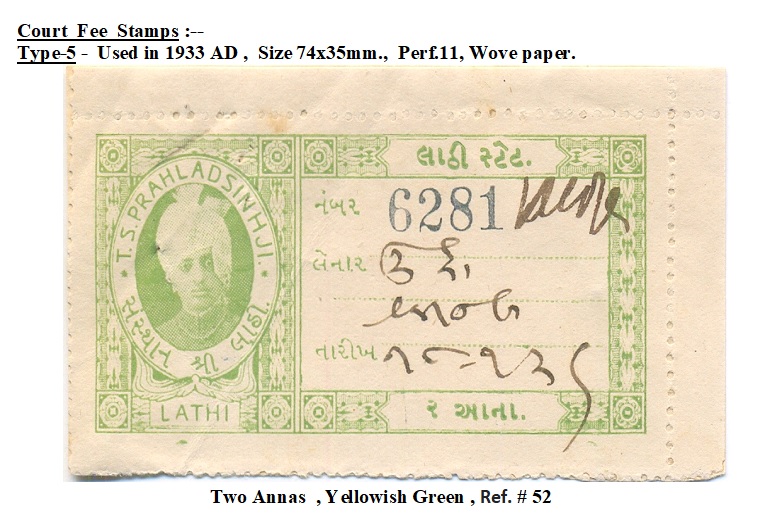 Court Fee Stamps :--
Type-5 - Used in 1933 AD , Size 74x35mm., Perf.11, Wove paper.
T. S. PRAHLADSINHJI.
સંસ્થાન શ્રી લાઠી.
LATHI
લાઠી સ્ટેટ.
નંબર 6281
લેનાર
તારીખ
૨ આના.
Two Annas , Yellowish Green , Ref. # 52